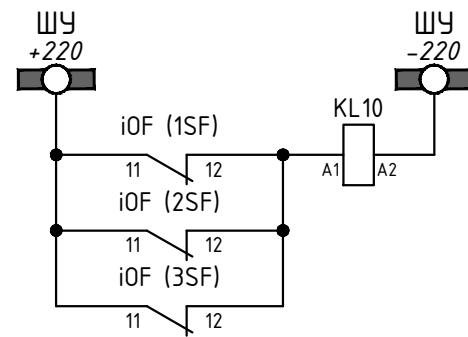 ШУ
+220
ШУ
-220
iOF (1SF)
KL10
11
12
A1
A2
iOF (2SF)
11
12
iOF (3SF)
11
12